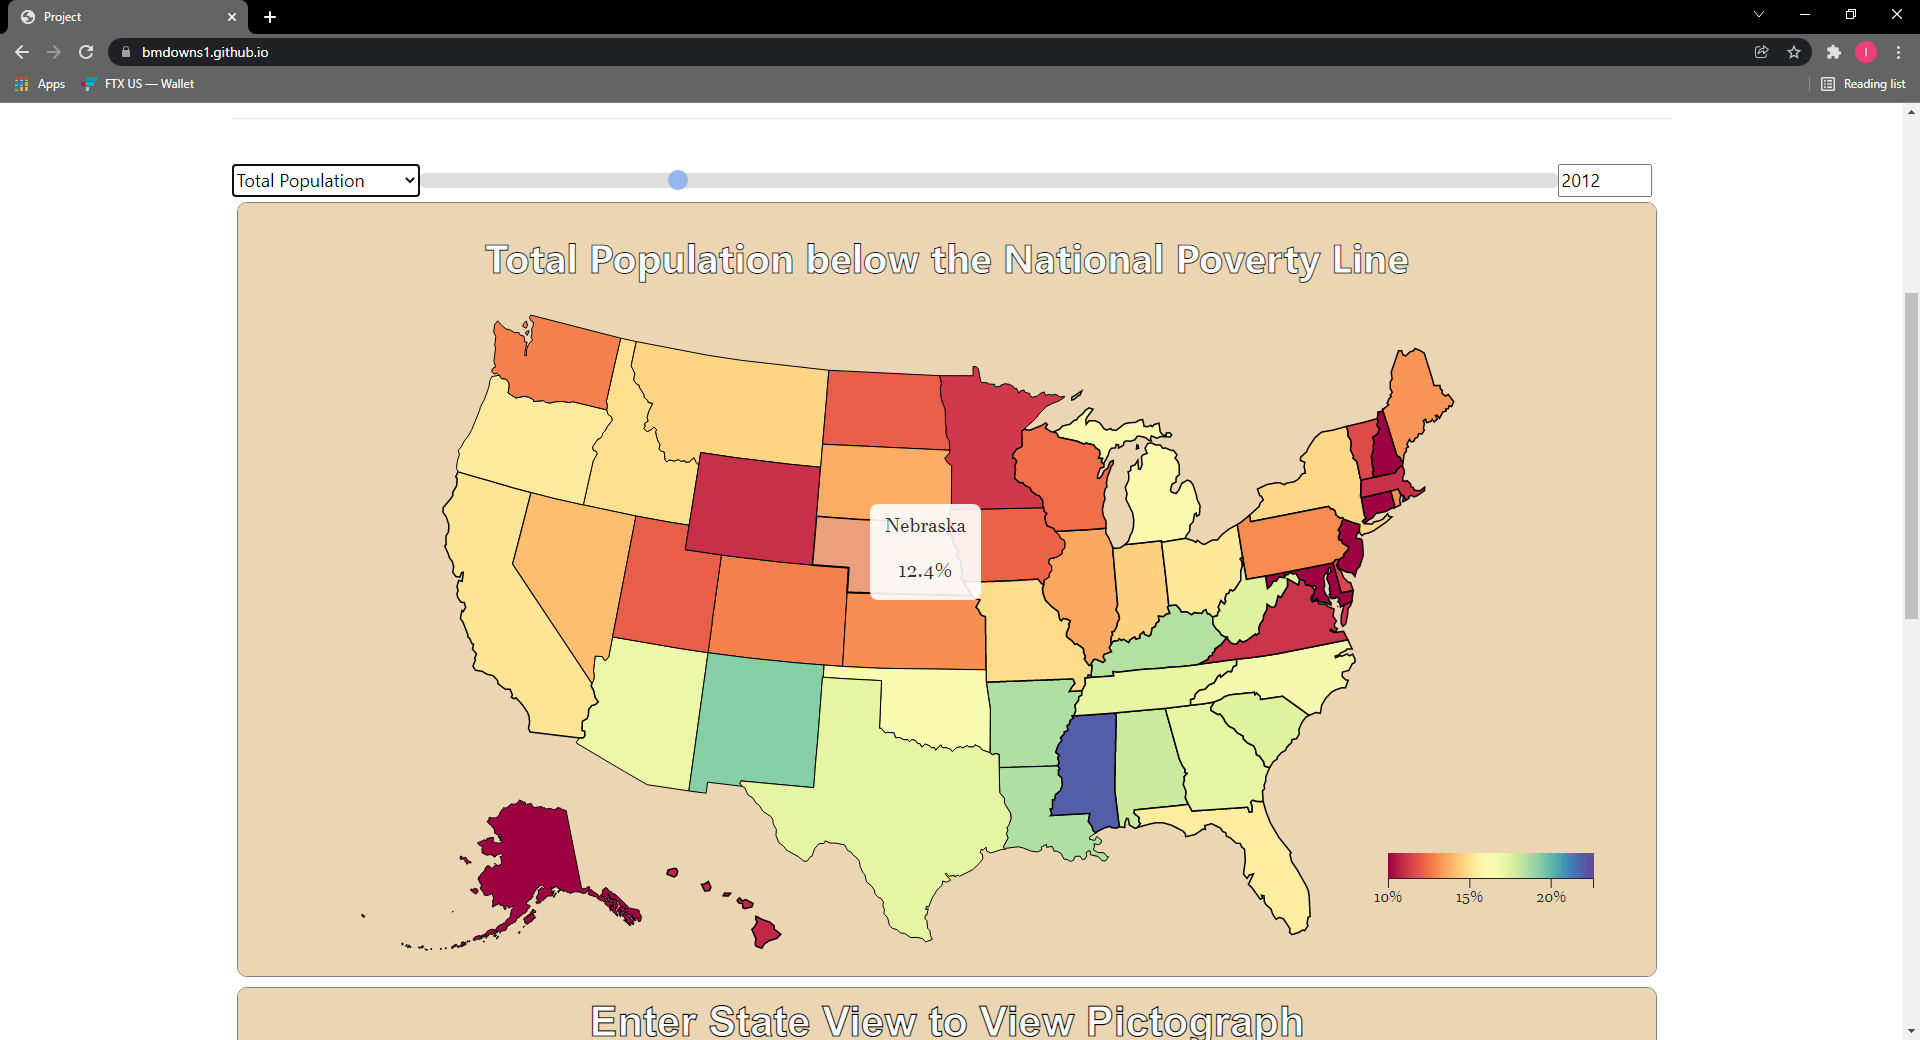 Project
bmdowns1.github.io
I
Apps
FTX US — Wallet
Reading list
Total Population
2012
Total Population below the National Poverty Line
Nebraska
12.4%
10%
15%
20%
Enter State View to View Pictograph